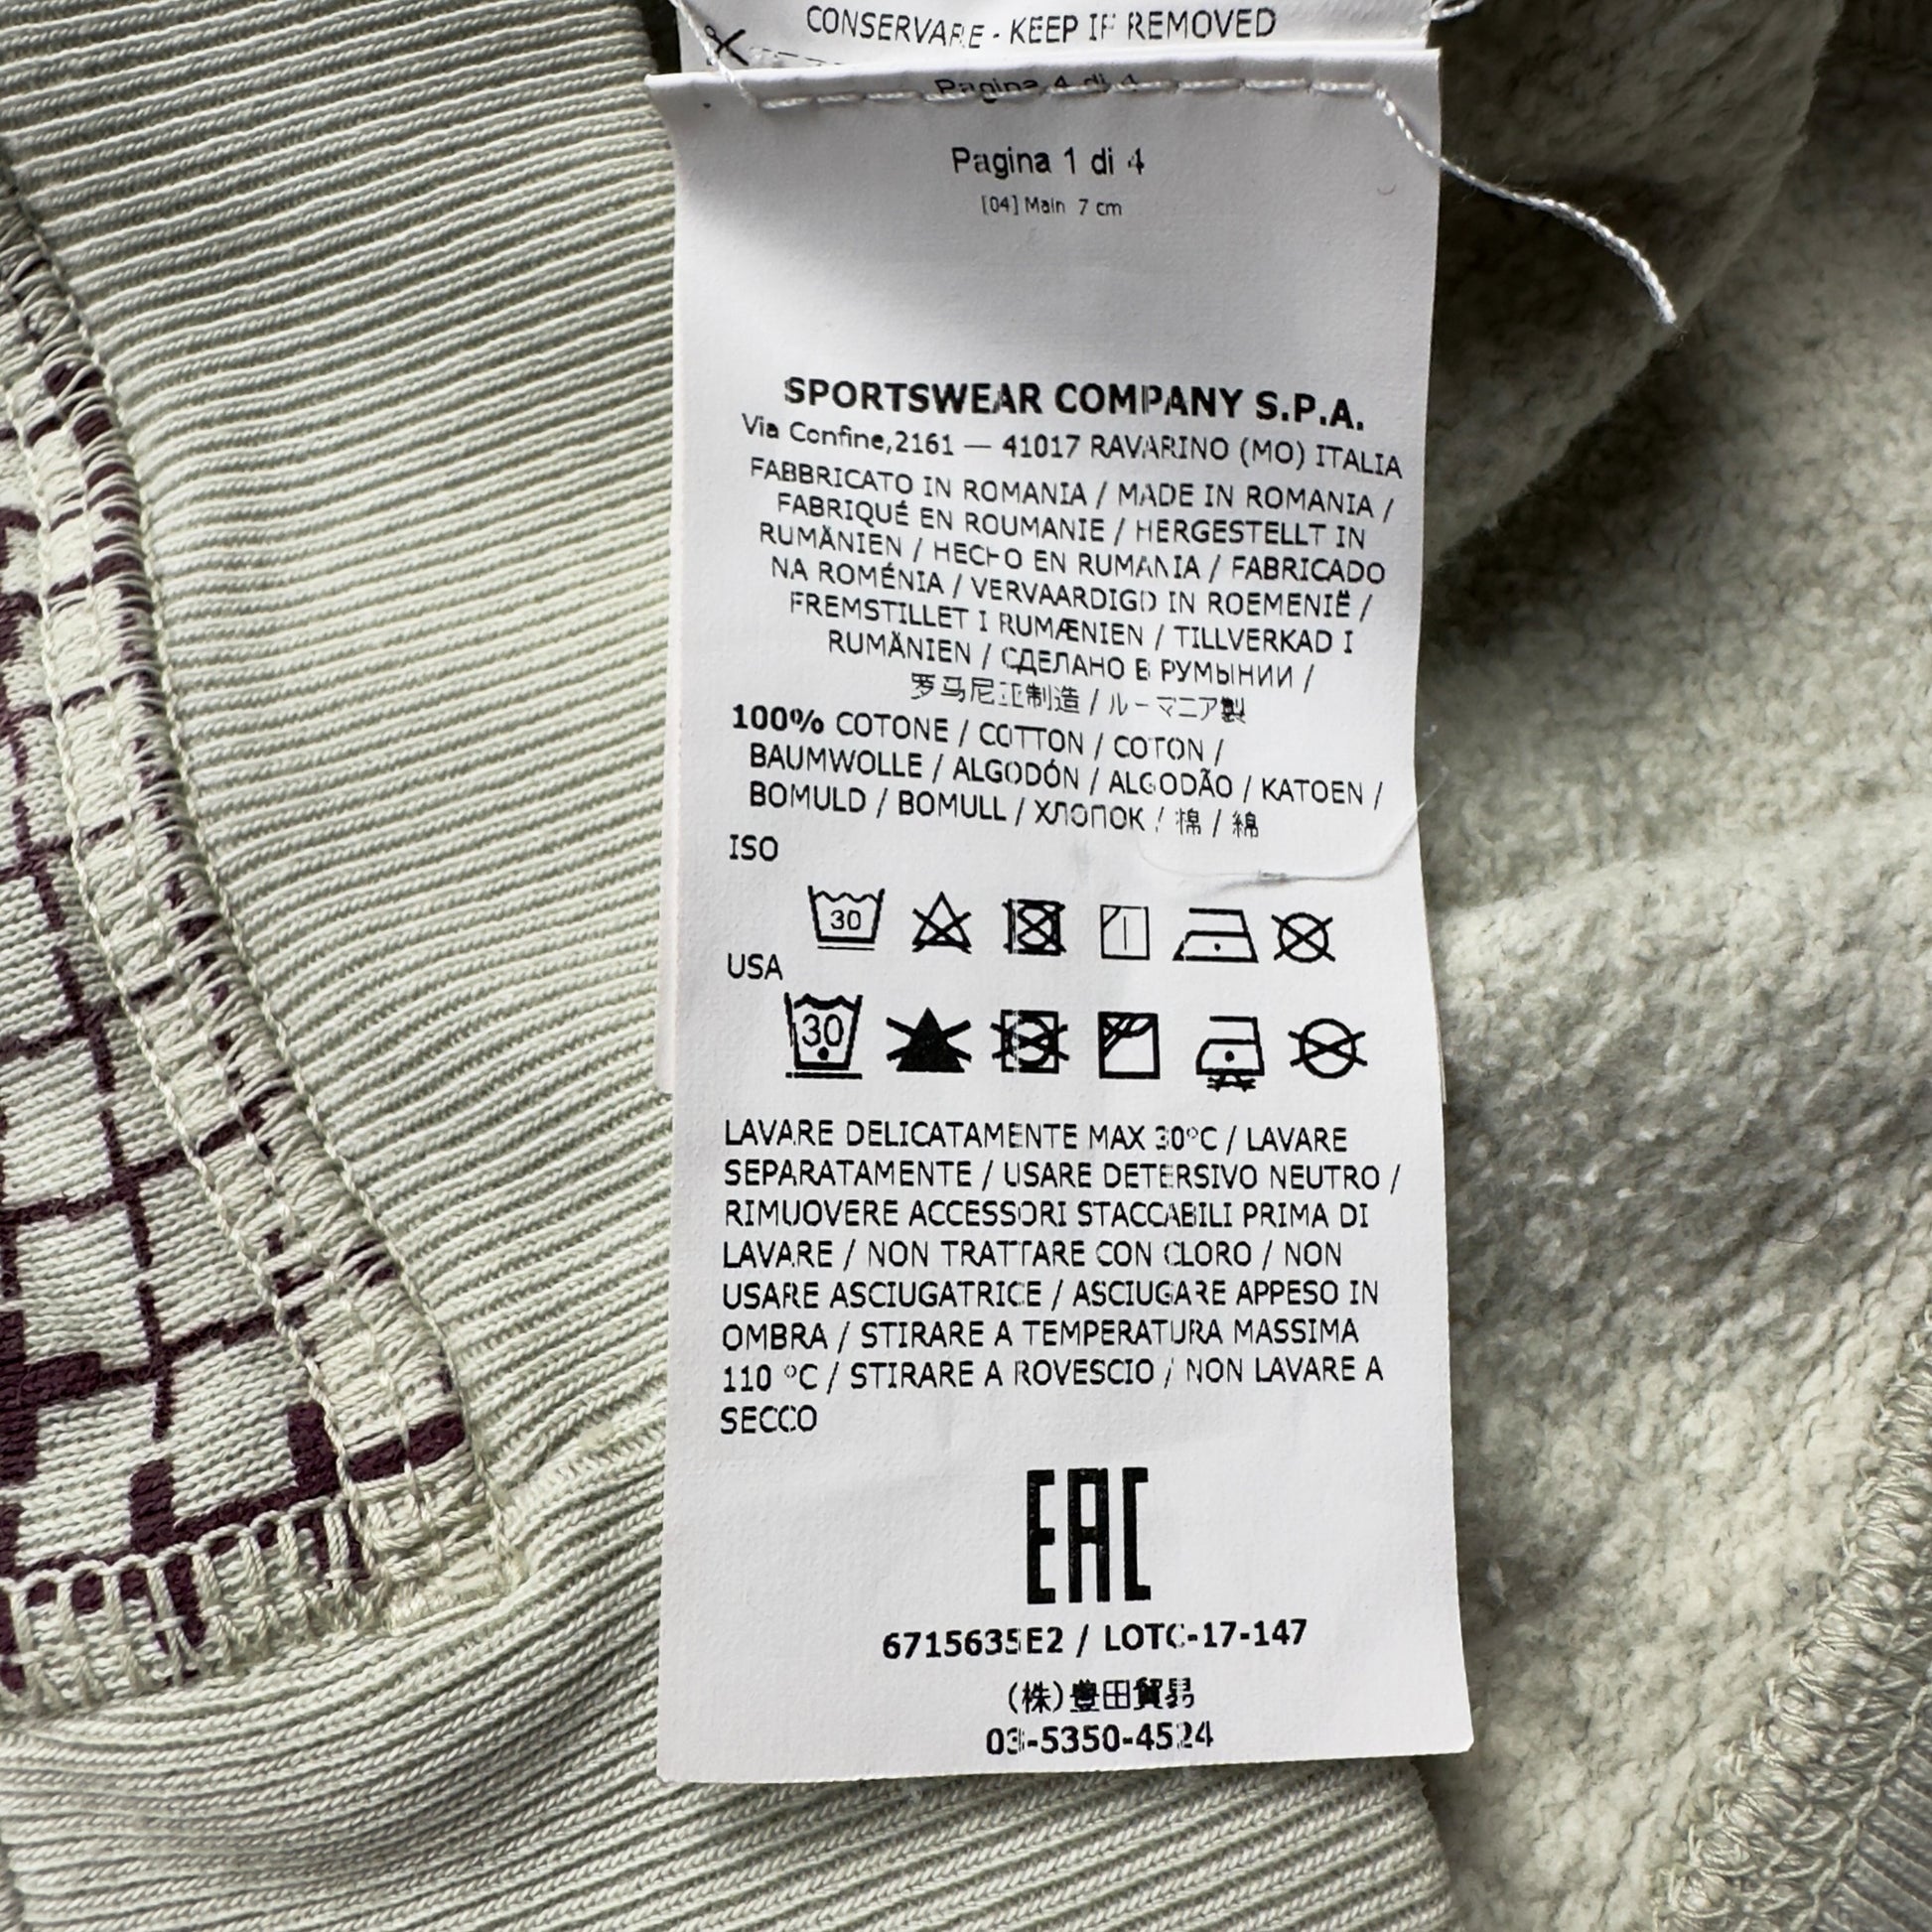 CONSERVARE - KEEP IF REMOVED
Pagina 4 di 4
Pagina 1 di 4
[04] Main 7 cm
SPORTSWEAR COMPANY S.P.A.
Via Confine,2161 — 41017 RAVARINO (MO) ITALIA
FABBRICATO IN ROMANIA / MADE IN ROMANIA /
FABRIQUÉ EN ROUMANIE / HERGESTELLT IN
RUMÄNIEN / HECHO EN RUMANIA / FABRICADO
NA ROMÉNIA / VERVAARDIGD IN ROEMENIË /
FREMSTILLET I RUMÆNIEN / TILLVERKAD I
RUMÄNIEN / СДЕЛАНО В РУМЫНИИ /
罗马尼亚制造 / ルーマニア製
100% COTONE / COTTON / COTON /
BAUMWOLLE / ALGODÓN / ALGODÃO / KATOEN /
BOMULD / BOMULL / ХЛОПОК / 棉 / 綿
ISO
30
USA
30
LAVARE DELICATAMENTE MAX 30°C / LAVARE
SEPARATAMENTE / USARE DETERSIVO NEUTRO /
RIMUOVERE ACCESSORI STACCABILI PRIMA DI
LAVARE / NON TRATTARE CON CLORO / NON
USARE ASCIUGATRICE / ASCIUGARE APPESO IN
OMBRA / STIRARE A TEMPERATURA MASSIMA
110 °C / STIRARE A ROVESCIO / NON LAVARE A
SECCO
EAC
6715635E2 / LOTC-17-147
(株)豊田貿易
03-5350-4524